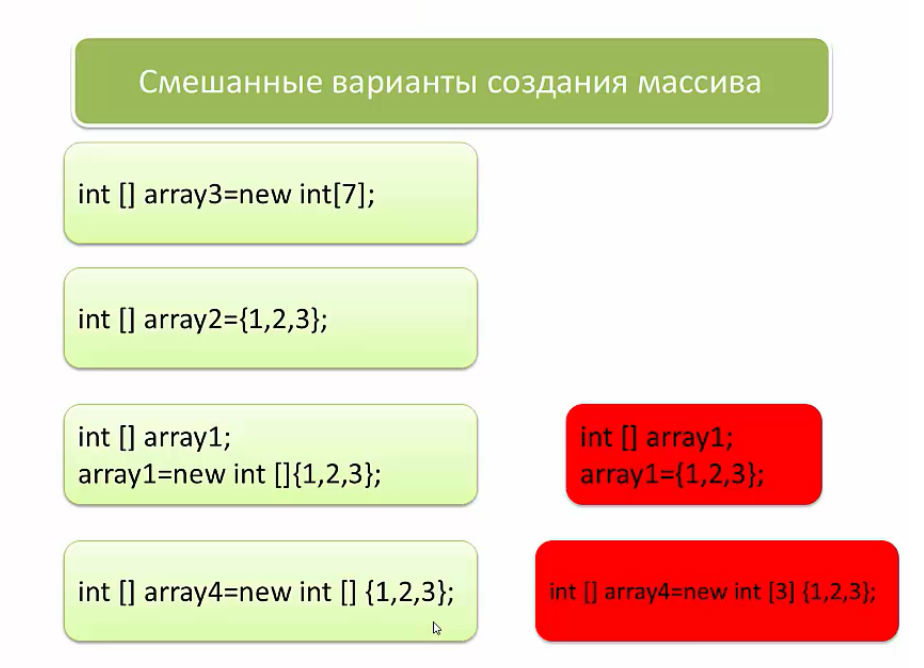 Смешанные варианты создания массива
int [] array3=new int[7];
int [] array2={1,2,3};
int [] array1;
array1=new int []{1,2,3};
int [] array1;
array1={1,2,3};
int [] array4=new int [] {1,2,3};
int [] array4=new int [3] {1,2,3};